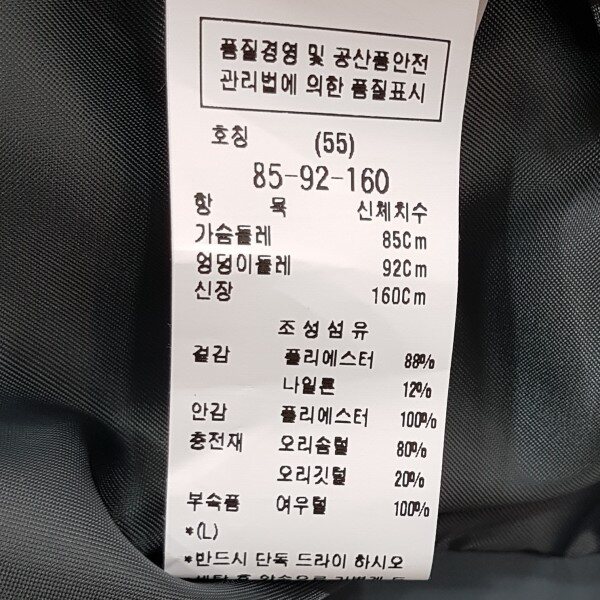 품질경영 및 공산품안전
관리법에 의한 품질표시
호칭 (55)
85-92-160
항 목 신체치수
가슴둘레 85Cm
엉덩이둘레 92Cm
신장 160Cm
조성섬유
겉감 폴리에스터 88%
나일론 12%
안감 폴리에스터 100%
충전재 오리솜털 80%
오리깃털 20%
부속품 여우털 100%
*(L)
*반드시 단독 드라이 하시오